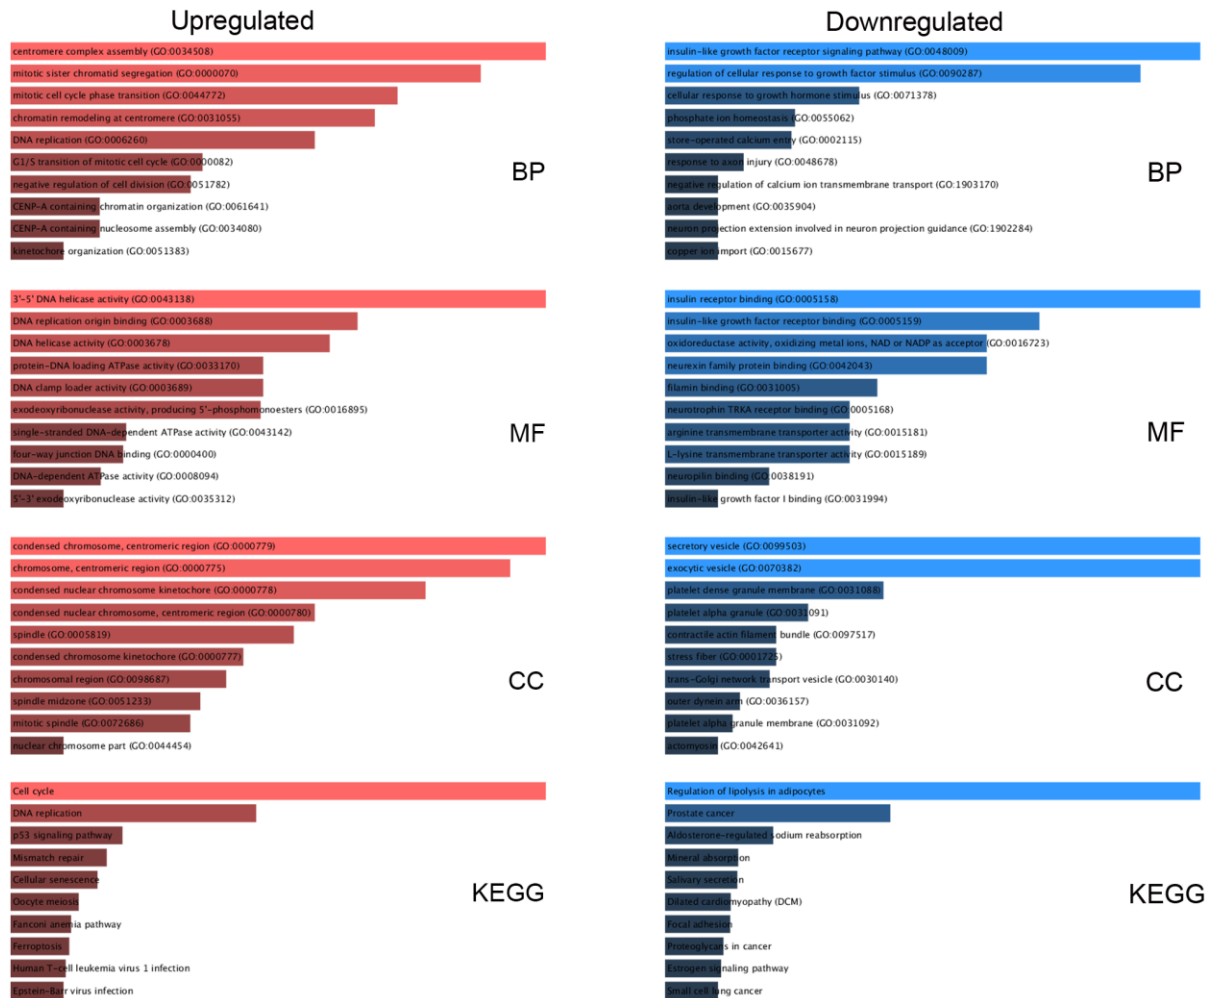 Upregulated
centromere complex assembly (GO:0034508)
mitotic sister chromatid segregation (GO:0000070)
mitotic cell cycle phase transition (GO:0044772)
chromatin remodeling at centromere (GO:0031055)
DNA replication (GO:0006260)
G1/S transition of mitotic cell cycle (GO:0000082)
negative regulation of cell division (GO:0051782)
CENP-A containing chromatin organization (GO:0061641)
CENP-A containing nucleosome assembly (GO:0034080)
kinetochore organization (GO:0051383)
BP
3'-5' DNA helicase activity (GO:0043138)
DNA replication origin binding (GO:0003688)
DNA helicase activity (GO:0003678)
protein-DNA loading ATPase activity (GO:0033170)
DNA clamp loader activity (GO:0003689)
exodeoxyribonuclease activity, producing 5'-phosphomonoesters (GO:0016895)
single-stranded DNA-dependent ATPase activity (GO:0043142)
four-way junction DNA binding (GO:0000400)
DNA-dependent ATPase activity (GO:0008094)
5'-3' exodeoxyribonuclease activity (GO:0035312)
MF
condensed chromosome, centromeric region (GO:0000779)
chromosome, centromeric region (GO:0000775)
condensed nuclear chromosome kinetochore (GO:0000778)
condensed nuclear chromosome, centromeric region (GO:0000780)
spindle (GO:0005819)
condensed chromosome kinetochore (GO:0000777)
chromosomal region (GO:0098687)
spindle midzone (GO:0051233)
mitotic spindle (GO:0072686)
nuclear chromosome part (GO:0044454)
CC
Cell cycle
DNA replication
p53 signaling pathway
Mismatch repair
Cellular senescence
Oocyte meiosis
Fanconi anemia pathway
Ferroptosis
Human T-cell leukemia virus 1 infection
Epstein-Barr virus infection
KEGG
Downregulated
insulin-like growth factor receptor signaling pathway (GO:0048009)
regulation of cellular response to growth factor stimulus (GO:0090287)
cellular response to growth hormone stimulus (GO:0071378)
phosphate ion homeostasis (GO:0055062)
store-operated calcium entry (GO:0002115)
response to axon injury (GO:0048678)
negative regulation of calcium ion transmembrane transport (GO:1903170)
aorta development (GO:0035904)
neuron projection extension involved in neuron projection guidance (GO:1902284)
copper ion import (GO:0015677)
BP
insulin receptor binding (GO:0005158)
insulin-like growth factor receptor binding (GO:0005159)
oxidoreductase activity, oxidizing metal ions, NAD or NADP as acceptor (GO:0016723)
neurexin family protein binding (GO:0042043)
filamin binding (GO:0031005)
neurotrophin TRKA receptor binding (GO:0005168)
arginine transmembrane transporter activity (GO:0015181)
L-lysine transmembrane transporter activity (GO:0015189)
neuropilin binding (GO:0038191)
insulin-like growth factor I binding (GO:0031994)
MF
secretory vesicle (GO:0099503)
exocytic vesicle (GO:0070382)
platelet dense granule membrane (GO:0031088)
platelet alpha granule (GO:0031091)
contractile actin filament bundle (GO:0097517)
stress fiber (GO:0001725)
trans-Golgi network transport vesicle (GO:0030140)
outer dynein arm (GO:0036157)
platelet alpha granule membrane (GO:0031092)
actomyosin (GO:0042641)
CC
Regulation of lipolysis in adipocytes
Prostate cancer
Aldosterone-regulated sodium reabsorption
Mineral absorption
Salivary secretion
Dilated cardiomyopathy (DCM)
Focal adhesion
Proteoglycans in cancer
Estrogen signaling pathway
Small cell lung cancer
KEGG